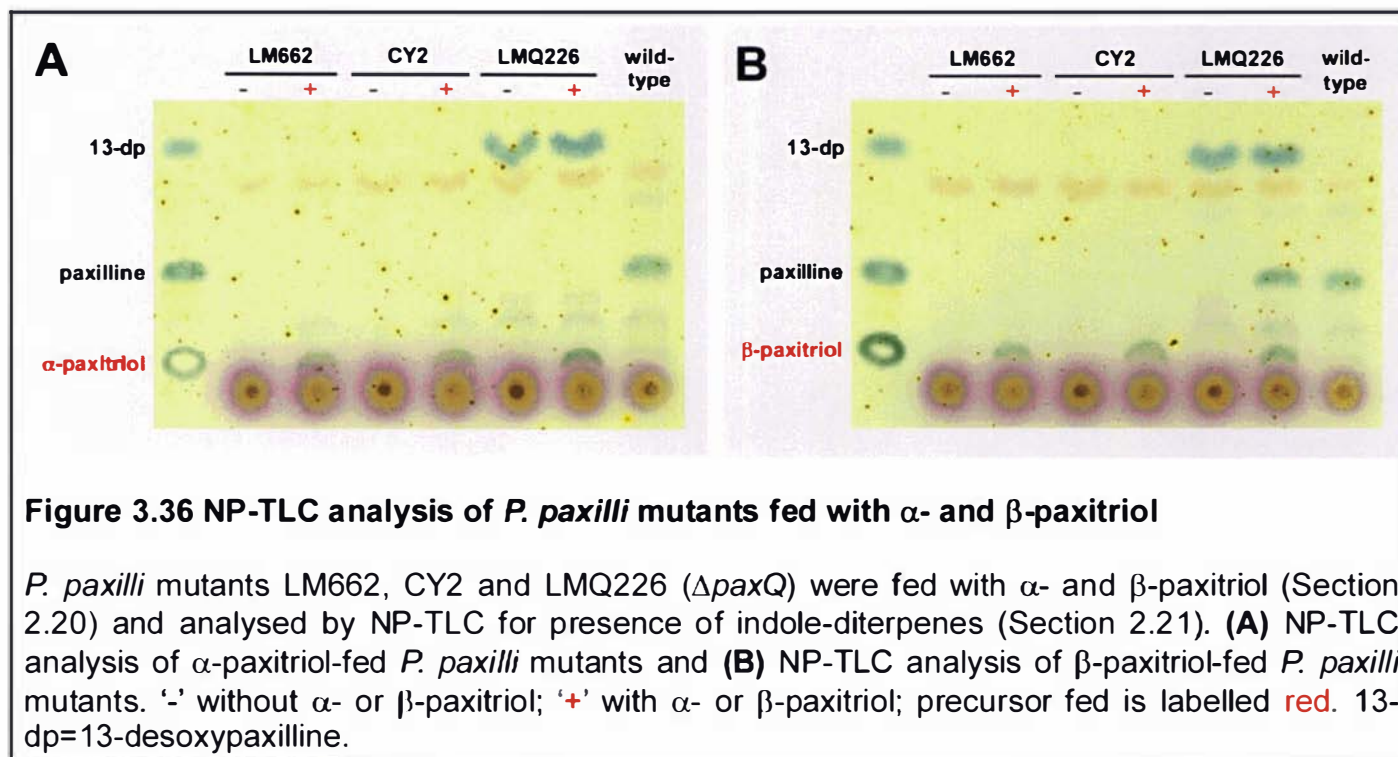 A
LM662 CY2 LMQ226 wild-type
- + - + - +
13-dp
paxilline
α-paxitriol
B
LM662 CY2 LMQ226 wild-type
- + - + - +
13-dp
paxilline
β-paxitriol
Figure 3.36 NP-TLC analysis of P. paxilli mutants fed with α- and β-paxitriol
P. paxilli mutants LM662, CY2 and LMQ226 (ΔpaxQ) were fed with α- and β-paxitriol (Section
2.20) and analysed by NP-TLC for presence of indole-diterpenes (Section 2.21). (A) NP-TLC
analysis of α-paxitriol-fed P. paxilli mutants and (B) NP-TLC analysis of β-paxitriol-fed P. paxilli
mutants. ‘-’ without α- or β-paxitriol; ‘+’ with α- or β-paxitriol; precursor fed is labelled red. 13-
dp=13-desoxypaxilline.